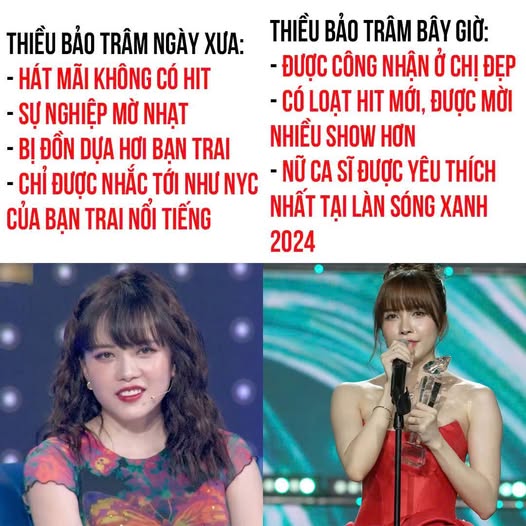 THIỀU BẢO TRÂM NGÀY XƯA:
- HÁT MÃI KHÔNG CÓ HIT
- SỰ NGHIỆP MỜ NHẠT
- BỊ ĐỒN DỰA HƠI BẠN TRAI
- CHỈ ĐƯỢC NHẮC TỚI NHƯ NYC
CỦA BẠN TRAI NỔI TIẾNG
THIỀU BẢO TRÂM BÂY GIỜ:
- ĐƯỢC CÔNG NHẬN Ở CHỊ ĐẸP
- CÓ LOẠT HIT MỚI, ĐƯỢC MỜI
NHIỀU SHOW HƠN
- NỮ CA SĨ ĐƯỢC YÊU THÍCH
NHẤT TẠI LÀN SÓNG XANH
2024